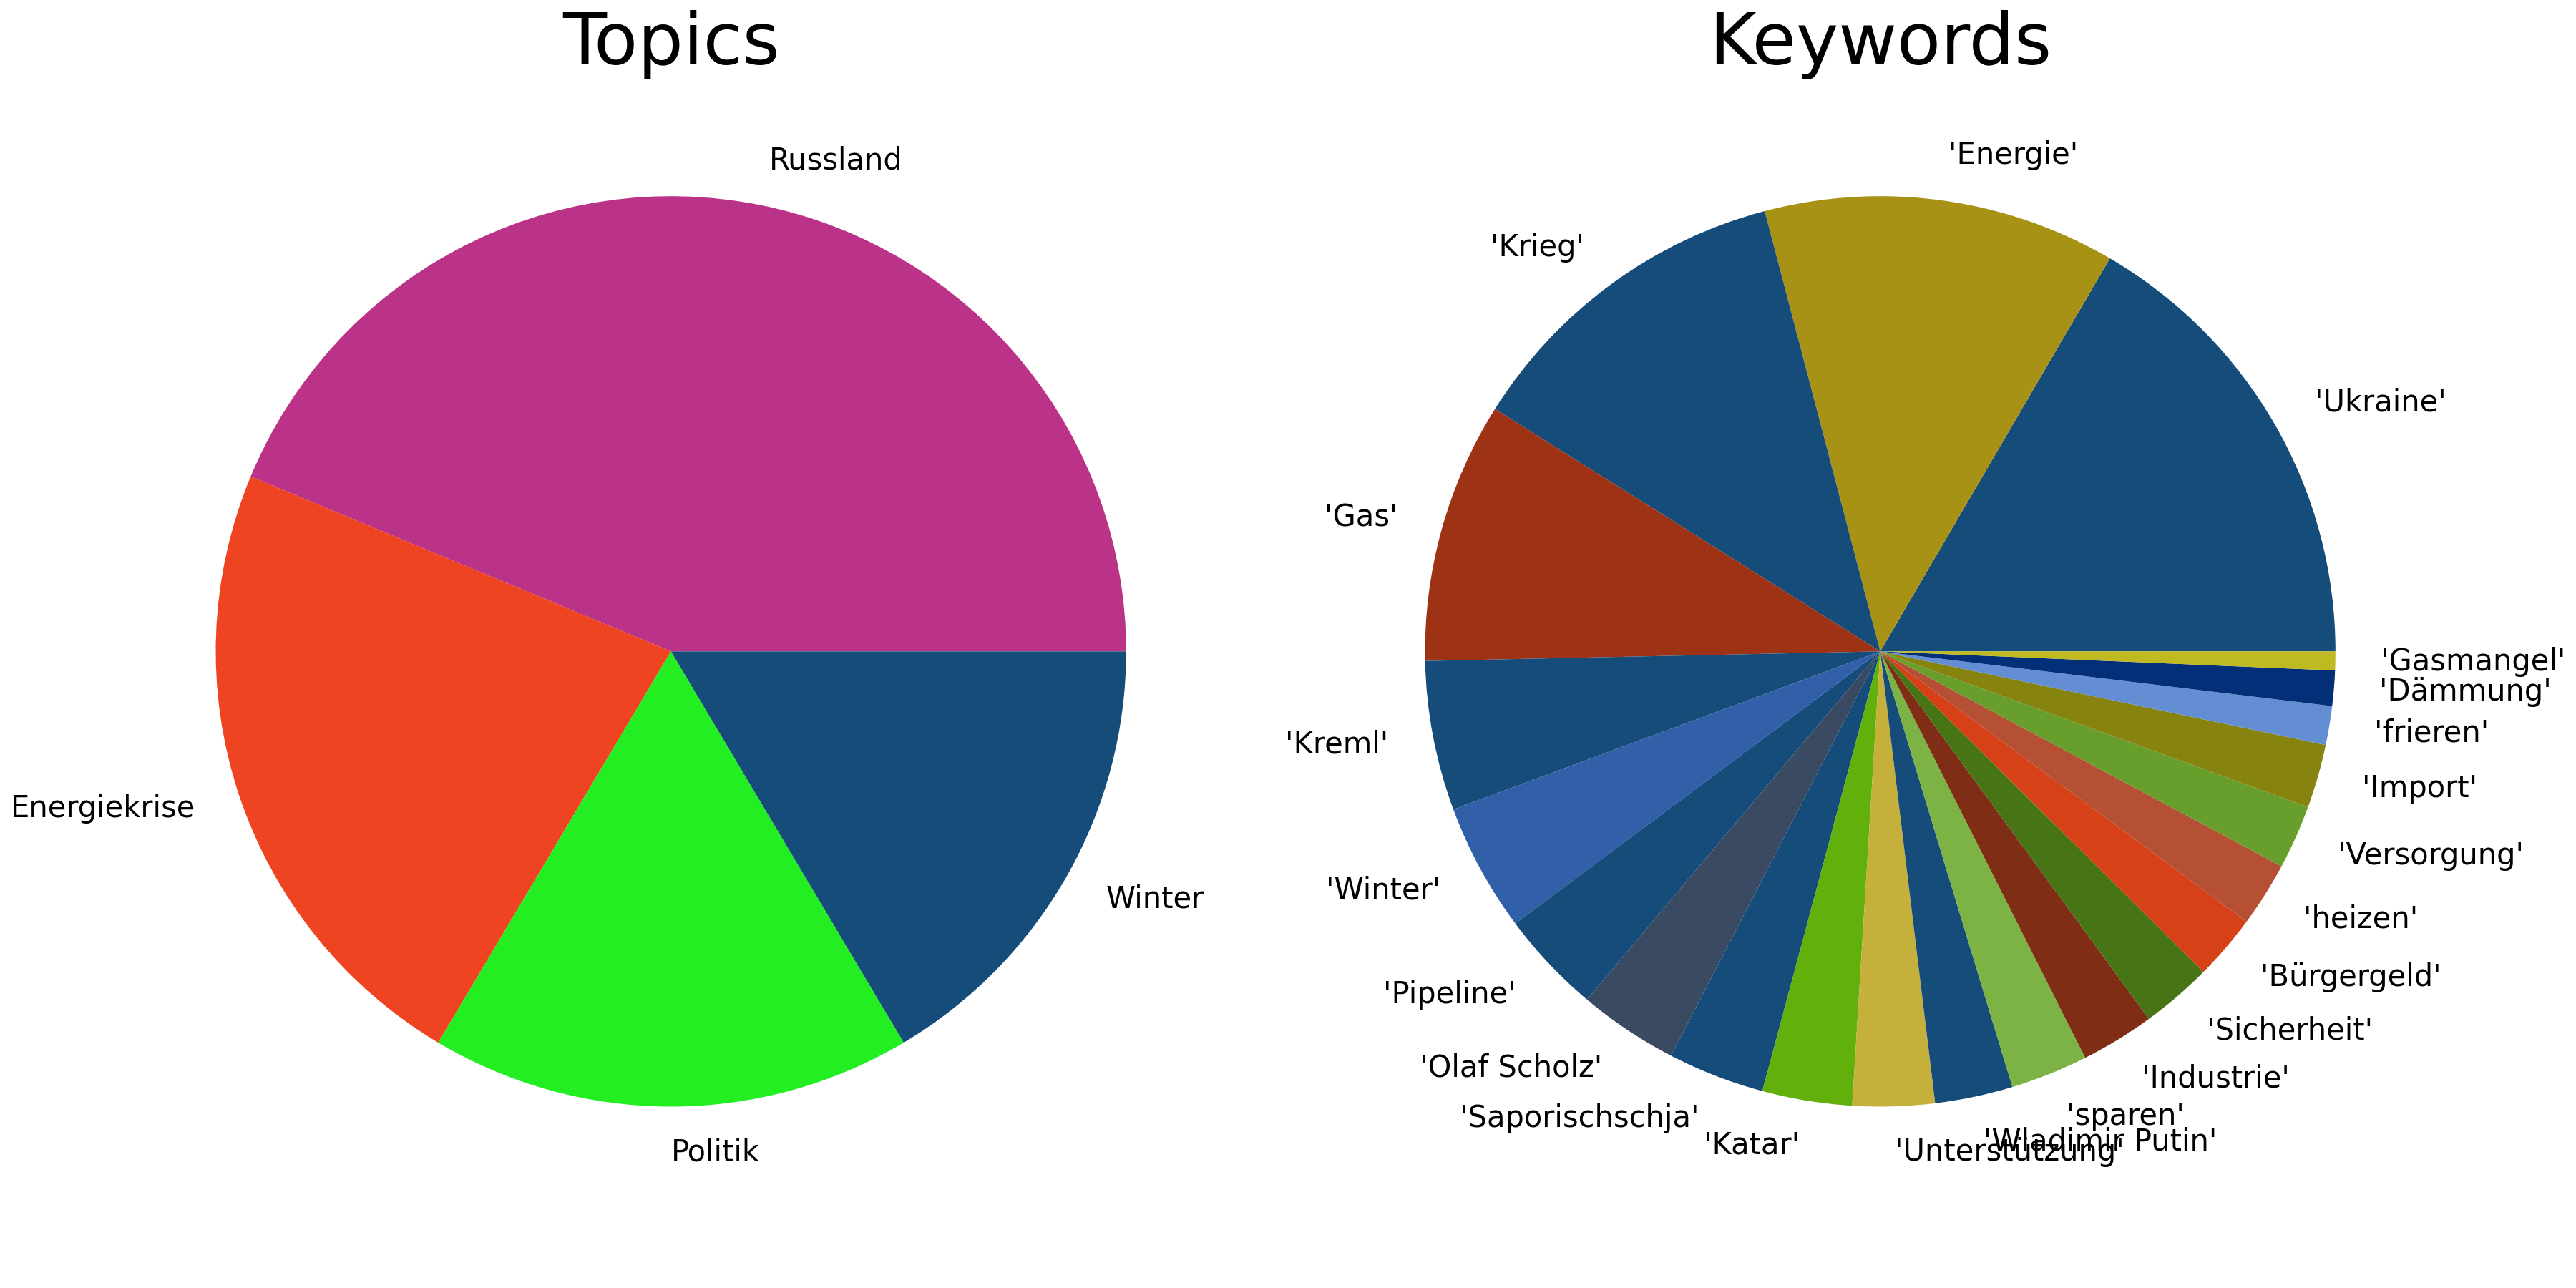 Topics
Russland
Energiekrise
Politik
Winter
Keywords
'Ukraine'
'Energie'
'Krieg'
'Gas'
'Kreml'
'Winter'
'Pipeline'
'Olaf Scholz'
'Saporischschja'
'Katar'
'Unterstützung'
'Wladimir Putin'
'sparen'
'Industrie'
'Sicherheit'
'Bürgergeld'
'heizen'
'Versorgung'
'Import'
'frieren'
'Dämmung'
'Gasmangel'